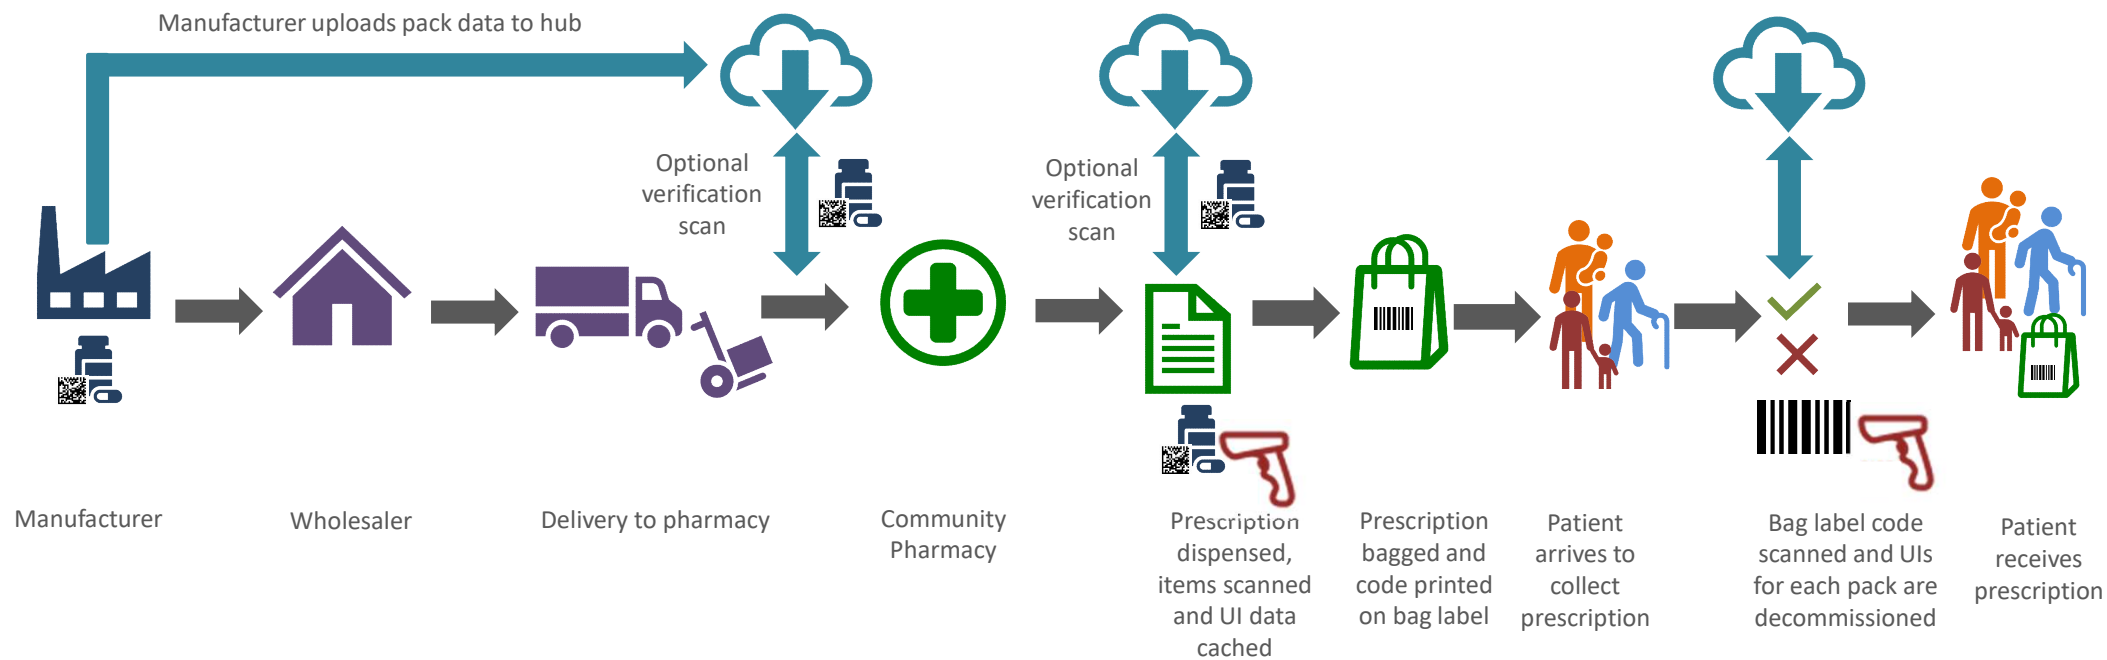 Manufacturer uploads pack data to hub
Optional
verification
scan
Optional
verification
scan
Manufacturer
Wholesaler
Delivery to pharmacy
Community
Pharmacy
Prescription
dispensed,
items scanned
and UI data
cached
Prescription
bagged and
code printed
on bag label
Patient
arrives to
collect
prescription
Bag label code
scanned and UIs
for each pack are
decommissioned
Patient
receives
prescription